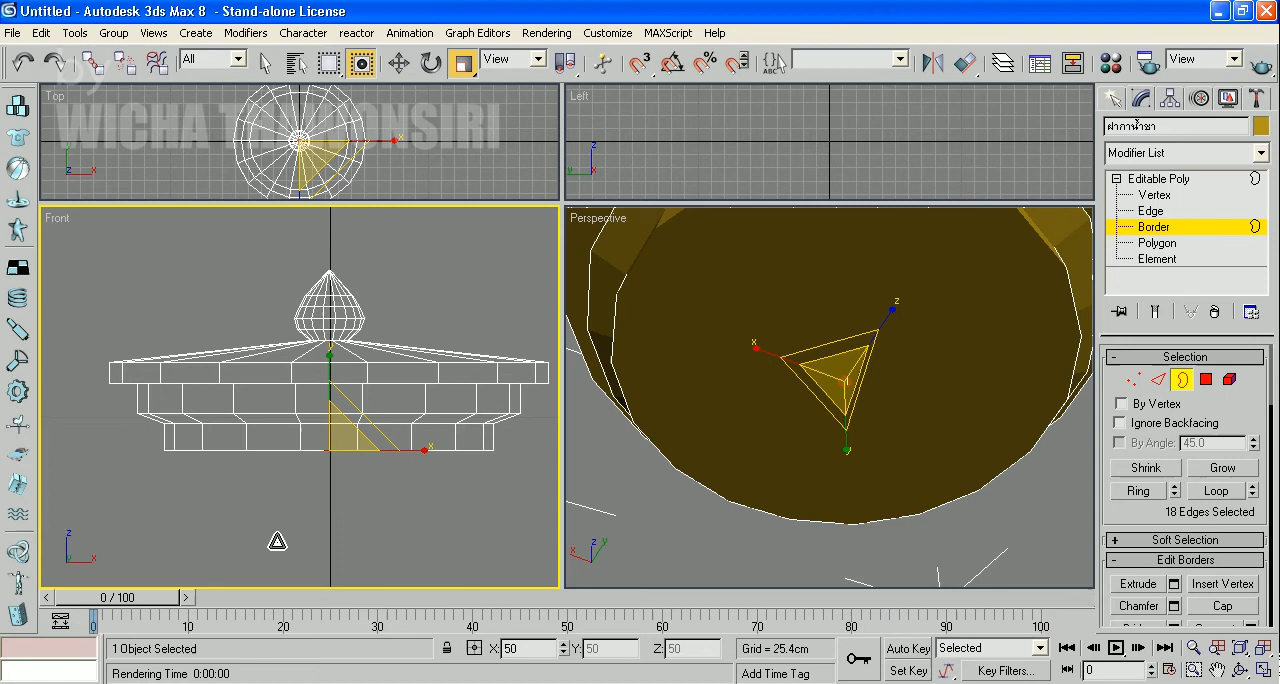 Untitled - Autodesk 3ds Max 8 - Stand-alone License
File Edit Tools Group Views Create Modifiers Character reactor Animation Graph Editors Rendering Customize MAXScript Help
All View View
by
WICHA
Top
x
y
z x
Left
z
y x
Front
x
z
y x
Perspective
x z
y
z y
x
ฝากาน้ำชา
Modifier List
Editable Poly
Vertex
Edge
Border
Polygon
Element
- Selection
By Vertex
Ignore Backfacing
By Angle: 45.0
Shrink Grow
Ring Loop
18 Edges Selected
+ Soft Selection
- Edit Borders
Extrude Insert Vertex
Chamfer Cap
< 0 / 100 >
0 10 20 30 40 50 60 70 80 90 100
1 Object Selected X: 50 Y: 50 Z: 50 Grid = 25.4cm Auto Key Selected
Rendering Time 0:00:00 Add Time Tag Set Key Key Filters... 0